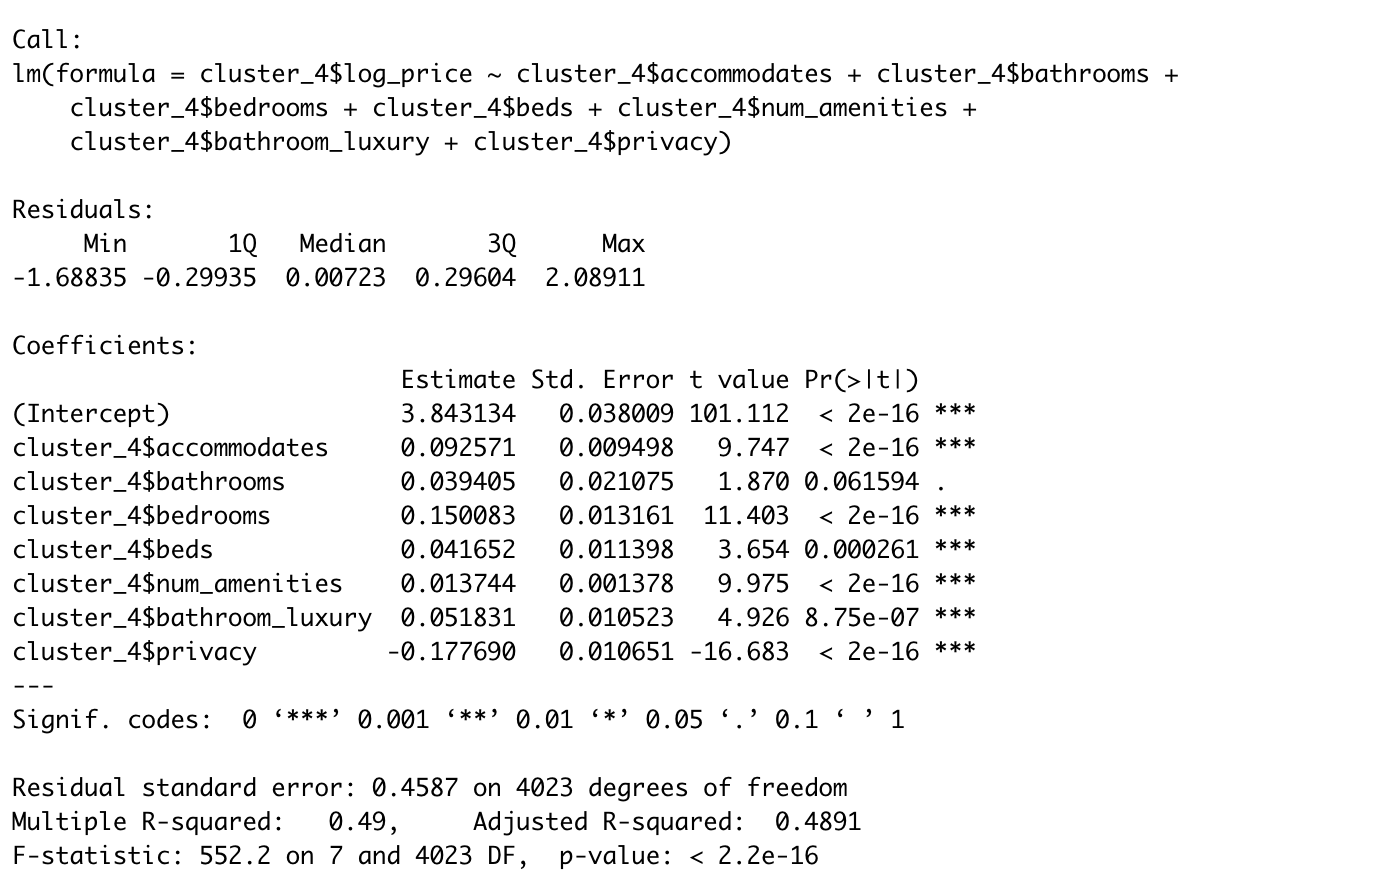 Call:
lm(formula = cluster_4$log_price ~ cluster_4$accommodates + cluster_4$bathrooms +
    cluster_4$bedrooms + cluster_4$beds + cluster_4$num_amenities +
    cluster_4$bathroom_luxury + cluster_4$privacy)

Residuals:
     Min       1Q   Median       3Q      Max
-1.68835 -0.29935  0.00723  0.29604  2.08911

Coefficients:
                           Estimate Std. Error t value Pr(>|t|)
(Intercept)                3.843134   0.038009 101.112  < 2e-16 ***
cluster_4$accommodates     0.092571   0.009498   9.747  < 2e-16 ***
cluster_4$bathrooms        0.039405   0.021075   1.870 0.061594 .
cluster_4$bedrooms         0.150083   0.013161  11.403  < 2e-16 ***
cluster_4$beds             0.041652   0.011398   3.654 0.000261 ***
cluster_4$num_amenities    0.013744   0.001378   9.975  < 2e-16 ***
cluster_4$bathroom_luxury  0.051831   0.010523   4.926 8.75e-07 ***
cluster_4$privacy         -0.177690   0.010651 -16.683  < 2e-16 ***
---
Signif. codes:  0 ‘***’ 0.001 ‘**’ 0.01 ‘*’ 0.05 ‘.’ 0.1 ‘ ’ 1

Residual standard error: 0.4587 on 4023 degrees of freedom
Multiple R-squared:   0.49,     Adjusted R-squared:  0.4891
F-statistic: 552.2 on 7 and 4023 DF,  p-value: < 2.2e-16